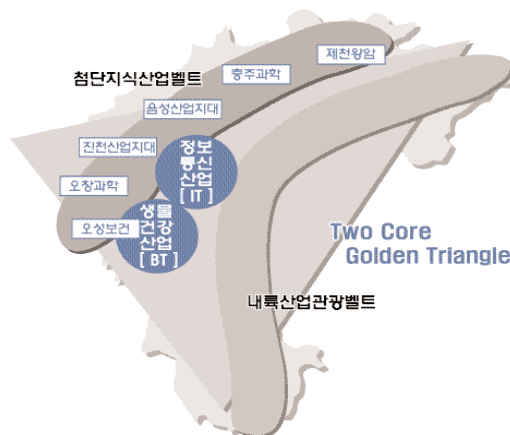 제천왕암
충주과학
첨단지식산업벨트
음성산업지대
진천산업지대
정보
통신
산업
[ IT ]
오창과학
생물
건강
산업
[ BT ]
오성보건
Two Core
Golden Triangle
내륙산업관광벨트